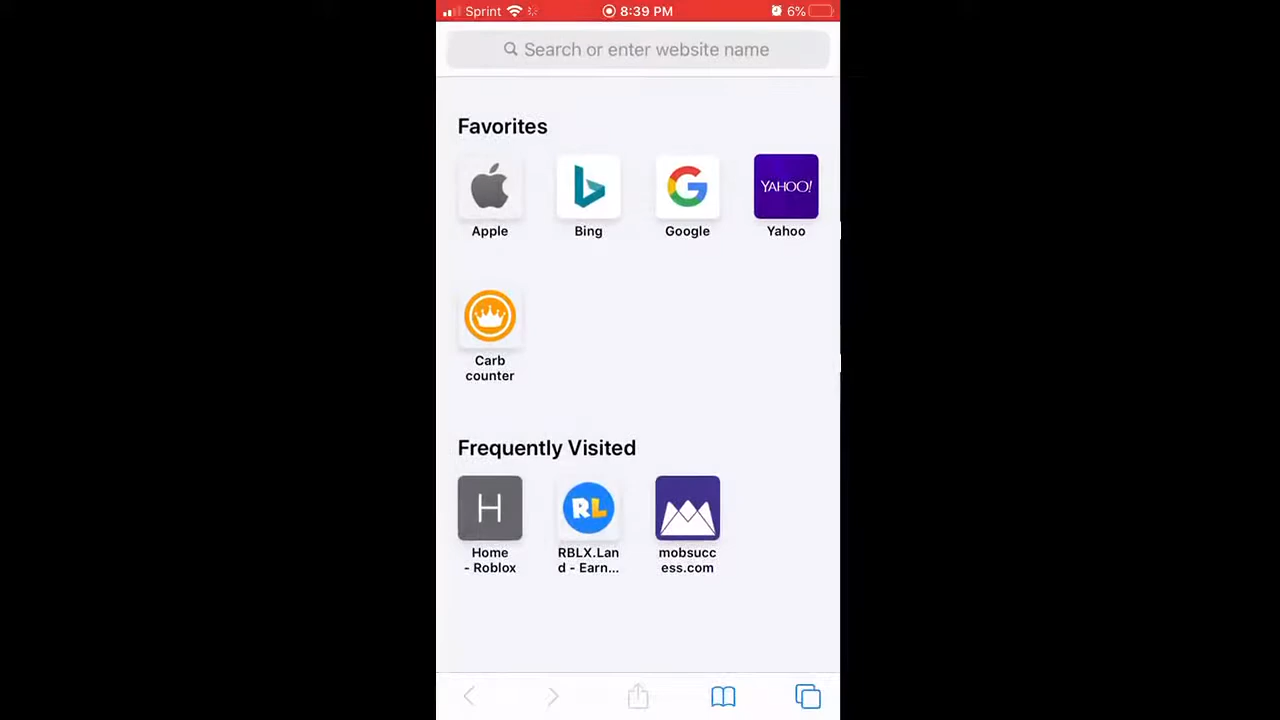 Sprint 8:39 PM 6%
Search or enter website name
Favorites
YAHOO!
Apple Bing Google Yahoo
Carb
counter
Frequently Visited
H RL
Home RBLX.Lan mobsucc
- Roblox d - Earn... ess.com